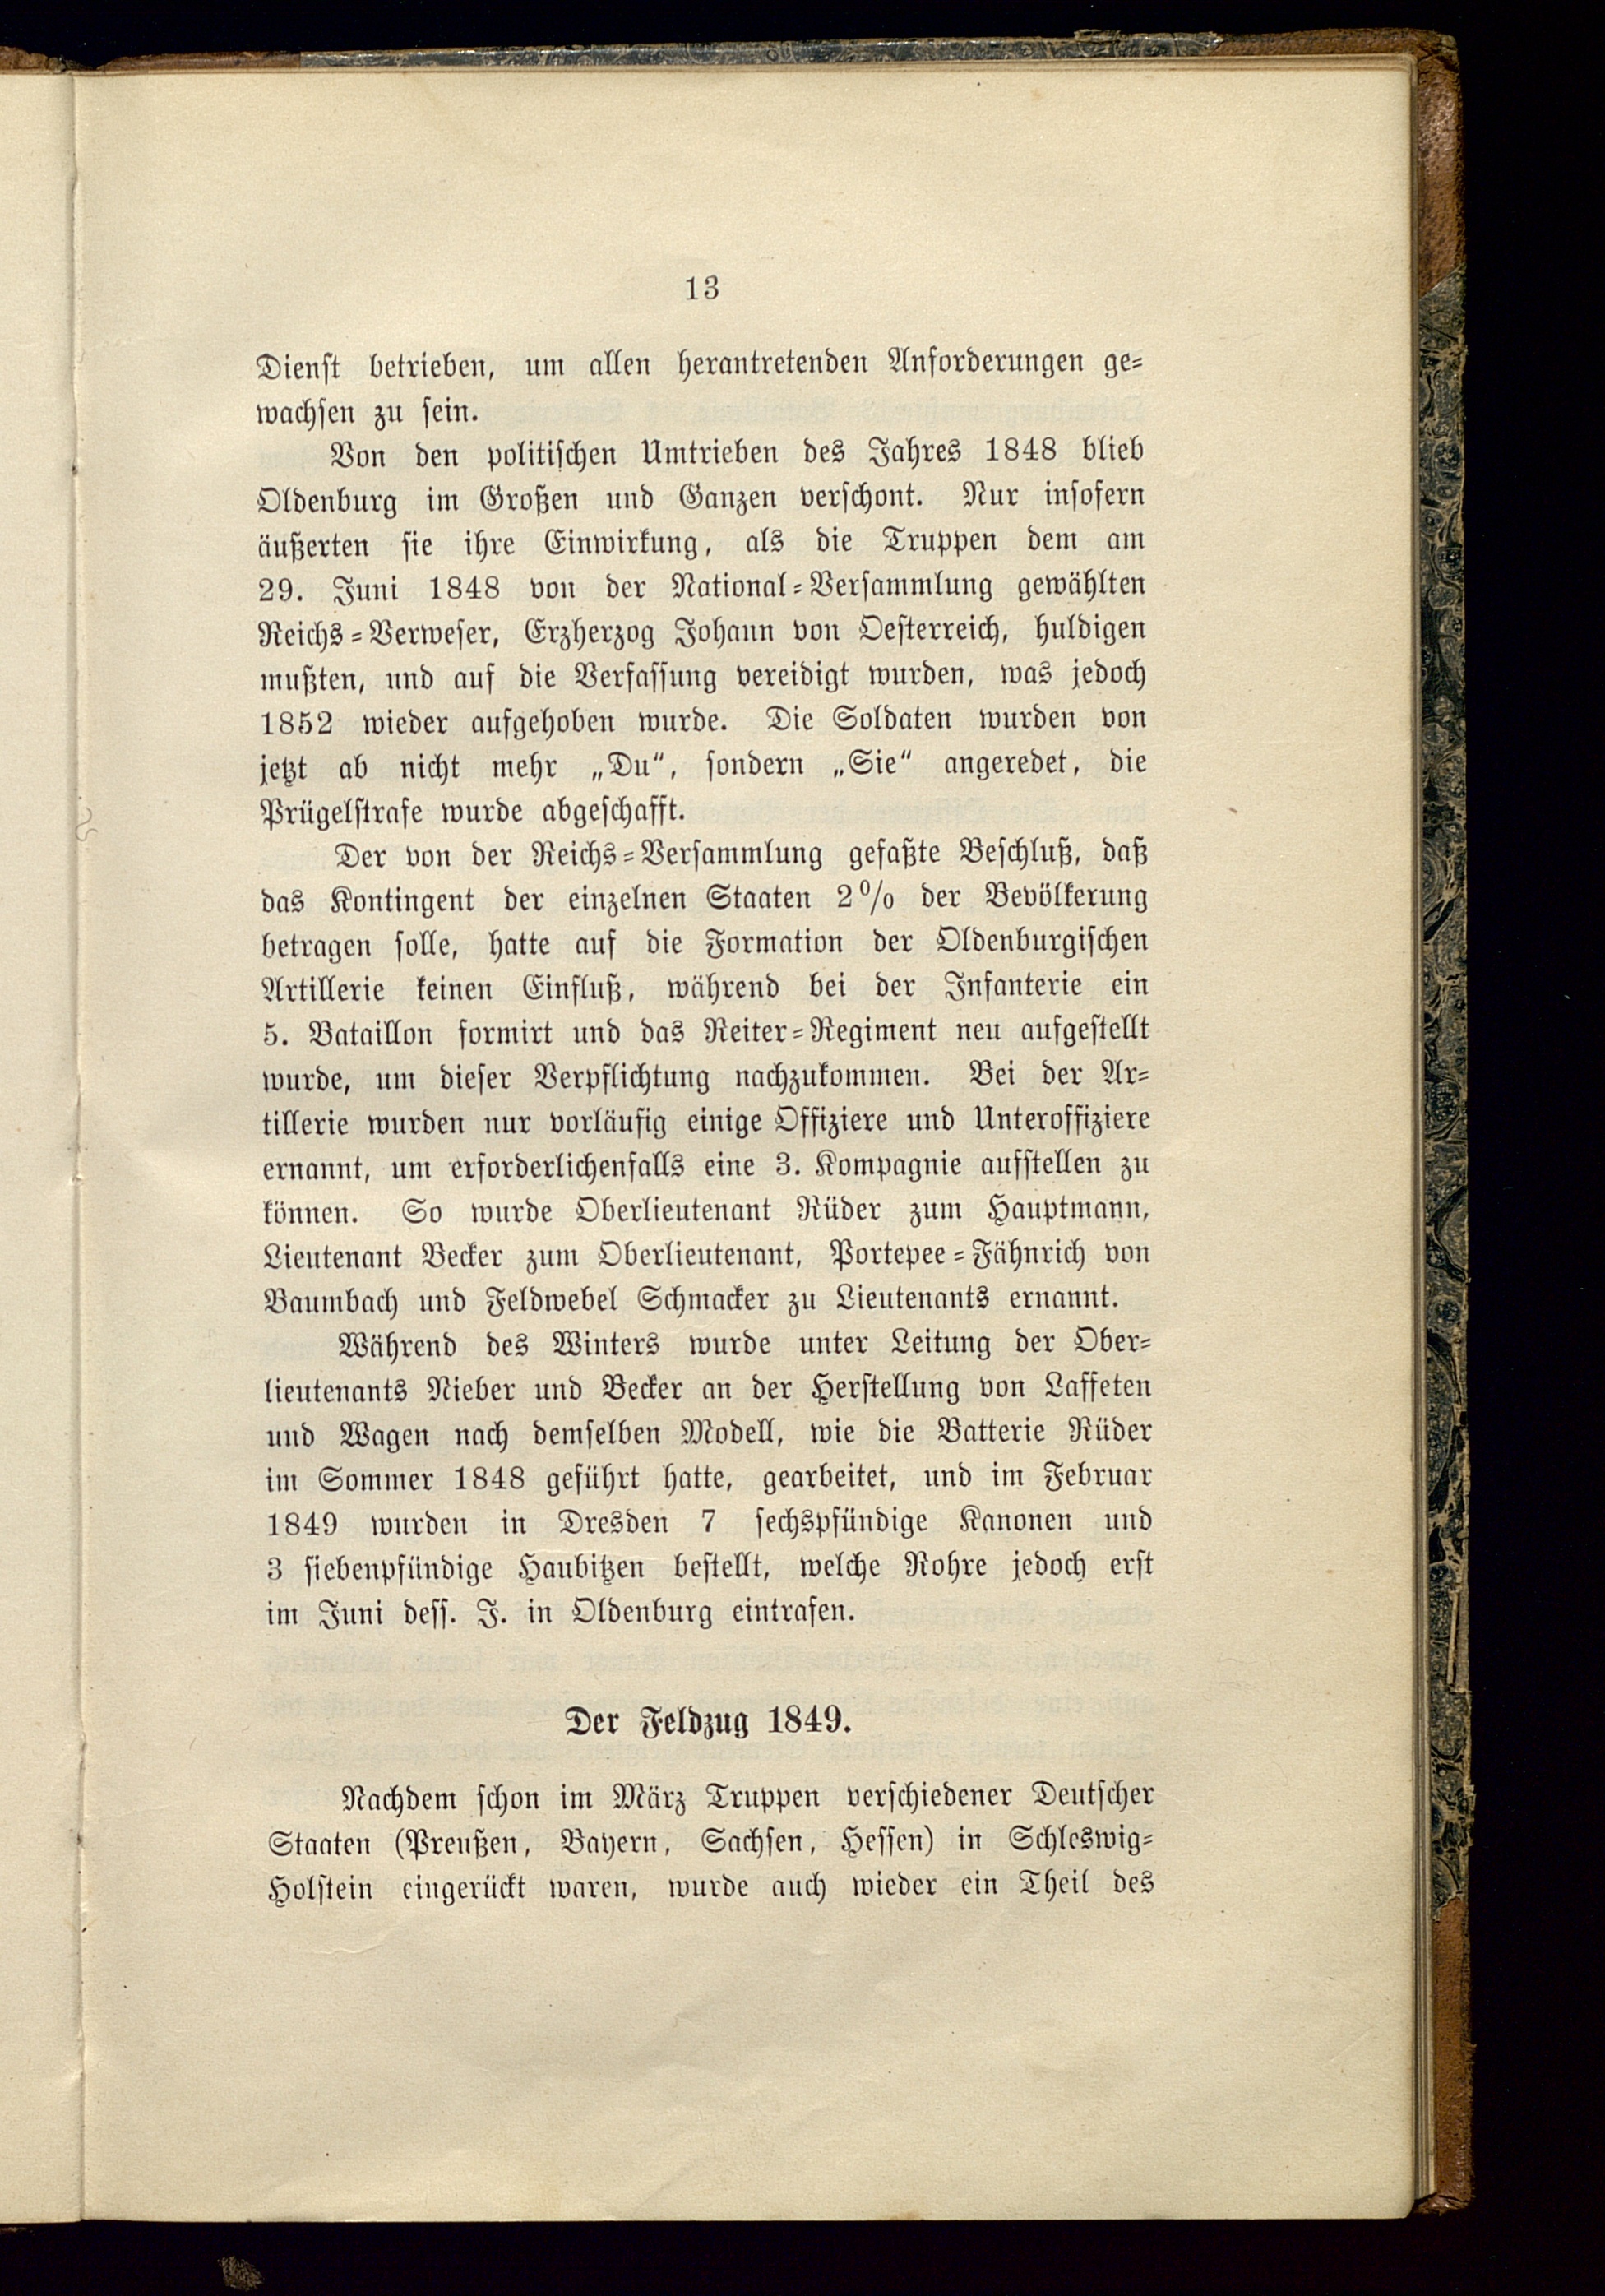 13
Dienst betrieben, um allen herantretenden Anforderungen ge-
wachsen zu sein.
Von den politischen Umtrieben des Jahres 1848 blieb
Oldenburg im Großen und Ganzen verschont. Nur insofern
äußerten sie ihre Einwirkung, als die Truppen dem am
29. Juni 1848 von der National-Versammlung gewählten
Reichs-Verweser, Erzherzog Johann von Oesterreich, huldigen
mußten, und auf die Verfassung vereidigt wurden, was jedoch
1852 wieder aufgehoben wurde. Die Soldaten wurden von
jetzt ab nicht mehr „Du“, sondern „Sie“ angeredet, die
Prügelstrafe wurde abgeschafft.
Der von der Reichs-Versammlung gefaßte Beschluß, daß
das Kontingent der einzelnen Staaten 2% der Bevölkerung
betragen solle, hatte auf die Formation der Oldenburgischen
Artillerie keinen Einfluß, während bei der Infanterie ein
5. Bataillon formirt und das Reiter-Regiment neu aufgestellt
wurde, um dieser Verpflichtung nachzukommen. Bei der Ar-
tillerie wurden nur vorläufig einige Offiziere und Unteroffiziere
ernannt, um erforderlichenfalls eine 3. Kompagnie aufstellen zu
können. So wurde Oberlieutenant Rüder zum Hauptmann,
Lieutenant Becker zum Oberlieutenant, Portepee-Fähnrich von
Baumbach und Feldwebel Schmacker zu Lieutenants ernannt.
Während des Winters wurde unter Leitung der Ober-
lieutenants Nieber und Becker an der Herstellung von Laffeten
und Wagen nach demselben Modell, wie die Batterie Rüder
im Sommer 1848 geführt hatte, gearbeitet, und im Februar
1849 wurden in Dresden 7 sechspfündige Kanonen und
3 siebenpfündige Haubitzen bestellt, welche Rohre jedoch erst
im Juni dess. J. in Oldenburg eintrafen.
Der Feldzug 1849.
Nachdem schon im März Truppen verschiedener Deutscher
Staaten (Preußen, Bayern, Sachsen, Hessen) in Schleswig-
Holstein eingerückt waren, wurde auch wieder ein Theil des